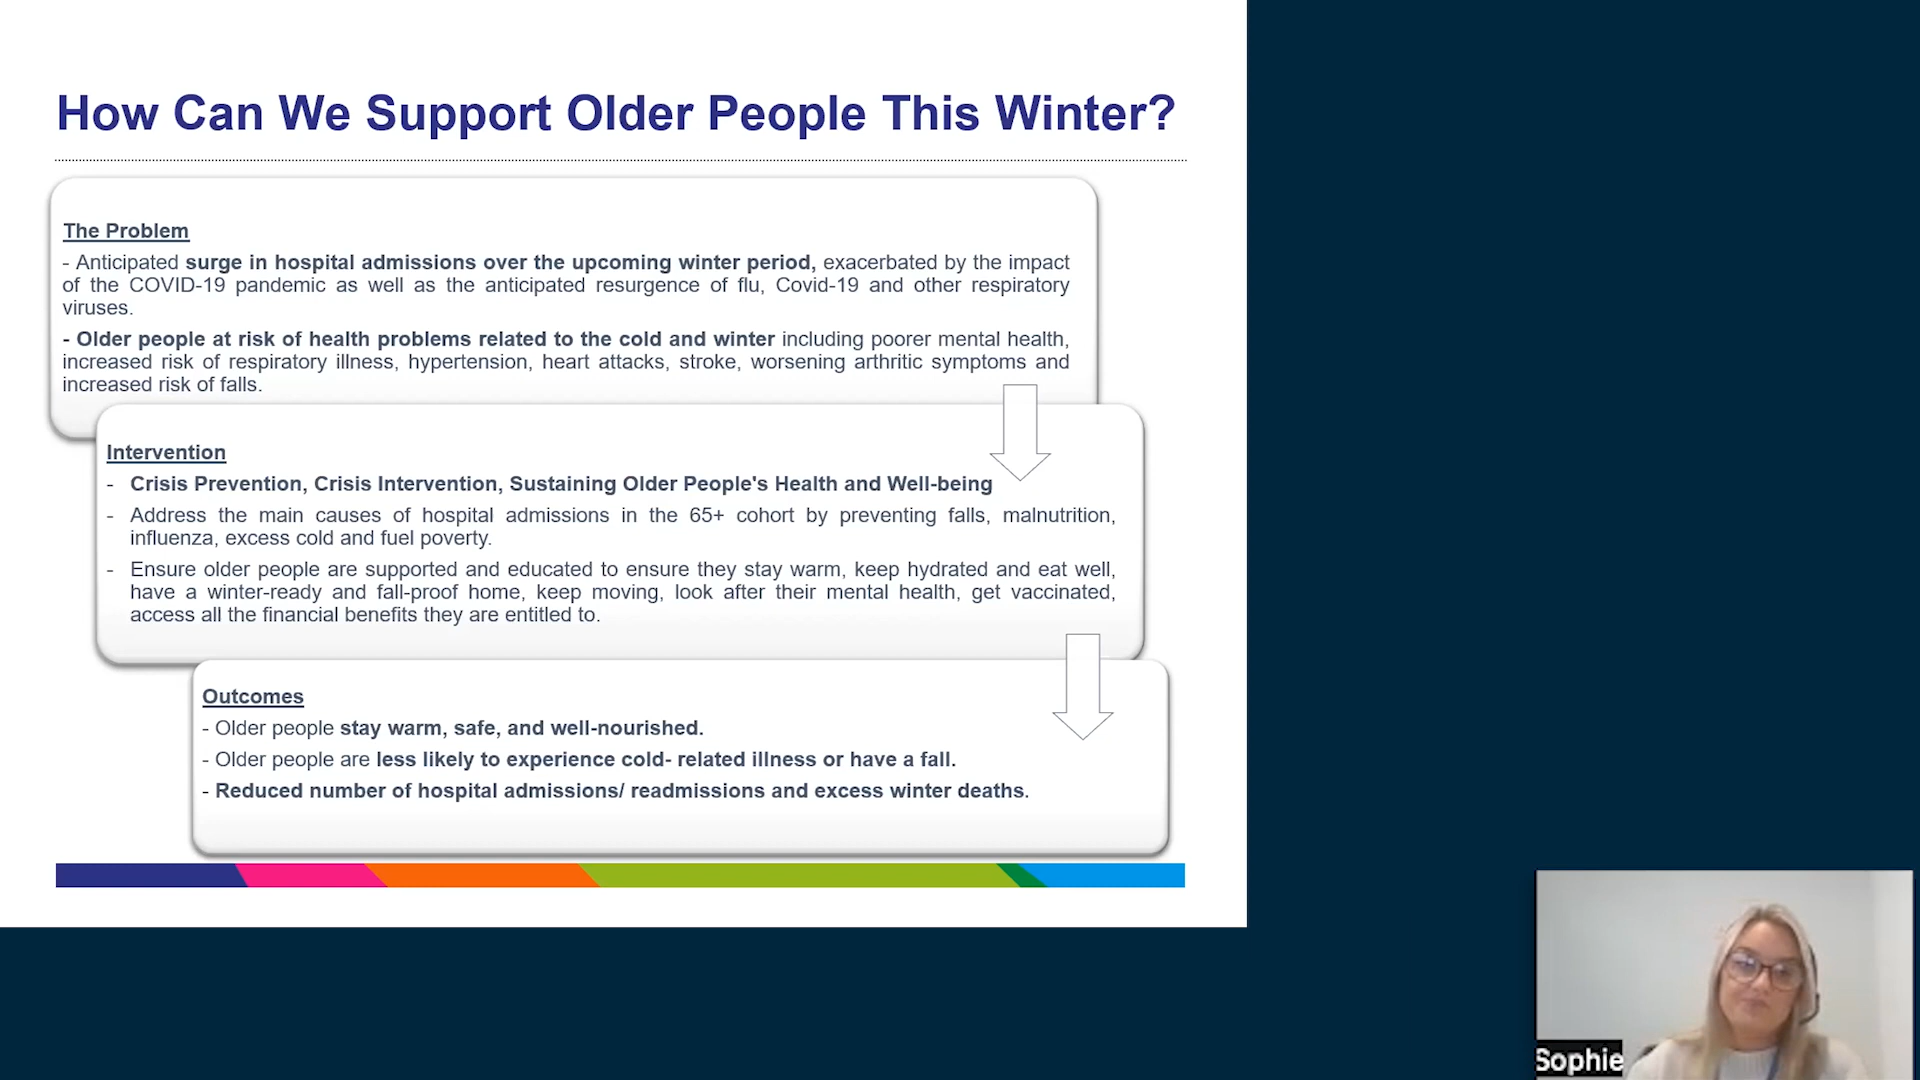 How Can We Support Older People This Winter?
The Problem
- Anticipated surge in hospital admissions over the upcoming winter period, exacerbated by the impact
of the COVID-19 pandemic as well as the anticipated resurgence of flu, Covid-19 and other respiratory
viruses.
- Older people at risk of health problems related to the cold and winter including poorer mental health,
increased risk of respiratory illness, hypertension, heart attacks, stroke, worsening arthritic symptoms and
increased risk of falls.
Intervention
- Crisis Prevention, Crisis Intervention, Sustaining Older People's Health and Well-being
- Address the main causes of hospital admissions in the 65+ cohort by preventing falls, malnutrition,
influenza, excess cold and fuel poverty.
- Ensure older people are supported and educated to ensure they stay warm, keep hydrated and eat well,
have a winter-ready and fall-proof home, keep moving, look after their mental health, get vaccinated,
access all the financial benefits they are entitled to.
Outcomes
- Older people stay warm, safe, and well-nourished.
- Older people are less likely to experience cold- related illness or have a fall.
- Reduced number of hospital admissions/ readmissions and excess winter deaths.
Sophie